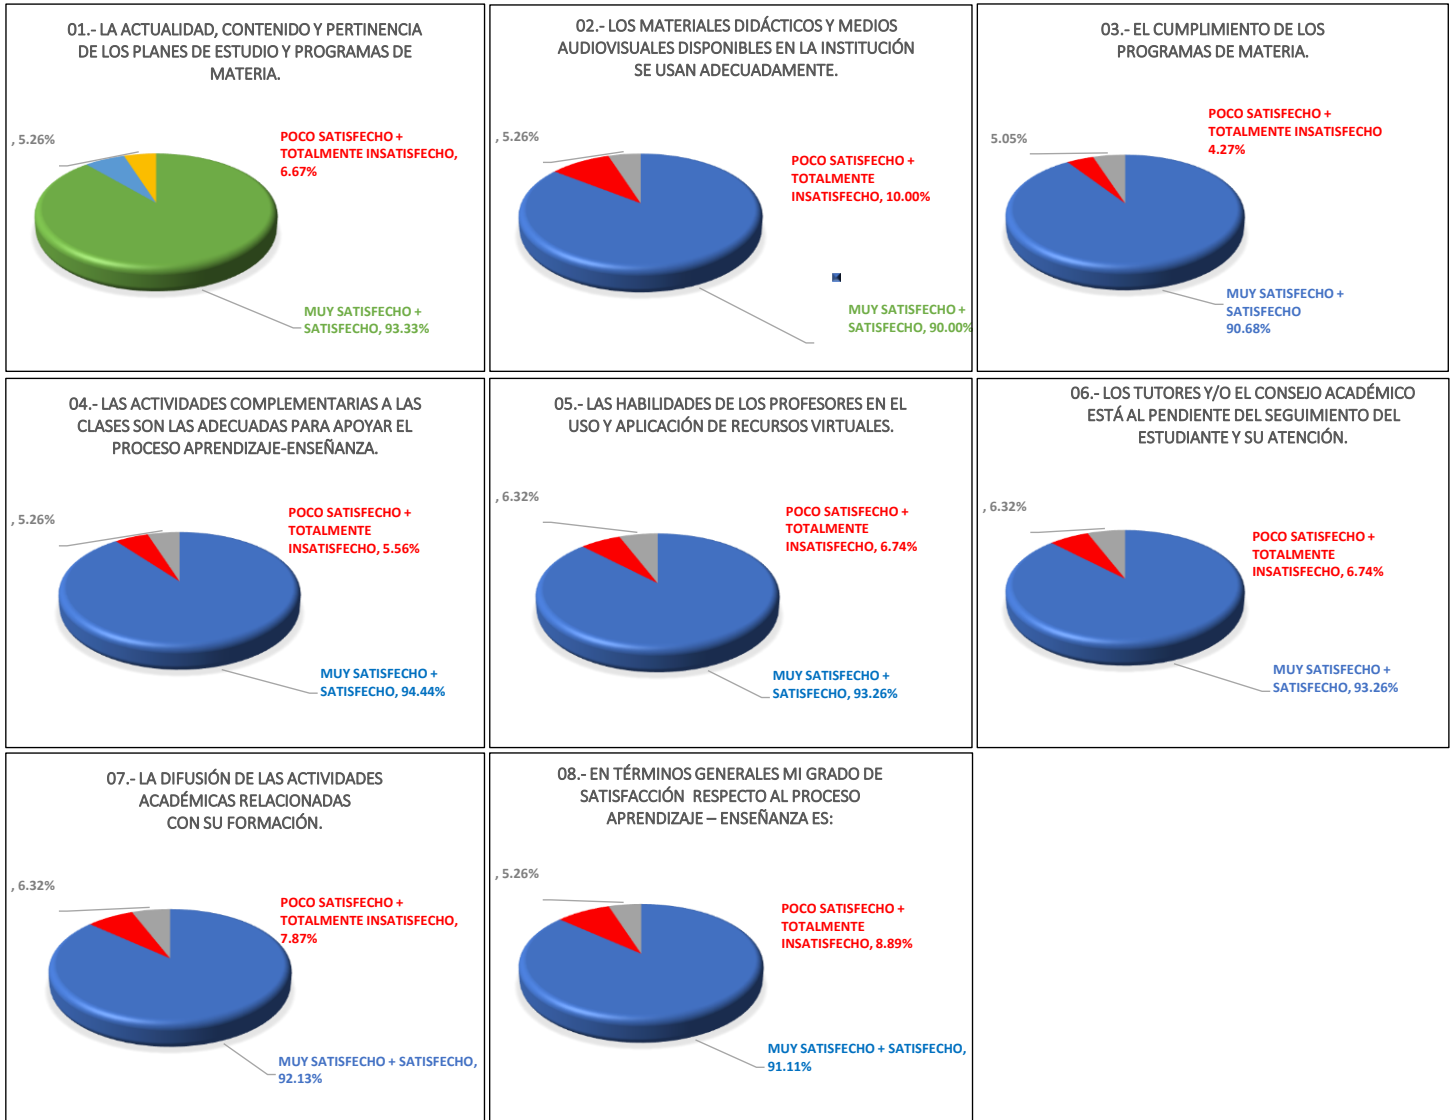 01.- LA ACTUALIDAD, CONTENIDO Y PERTINENCIA
DE LOS PLANES DE ESTUDIO Y PROGRAMAS DE
MATERIA.
, 5.26%
POCO SATISFECHO +
TOTALMENTE INSATISFECHO,
6.67%
MUY SATISFECHO +
SATISFECHO, 93.33%
02.- LOS MATERIALES DIDÁCTICOS Y MEDIOS
AUDIOVISUALES DISPONIBLES EN LA INSTITUCIÓN
SE USAN ADECUADAMENTE.
, 5.26%
POCO SATISFECHO +
TOTALMENTE
INSATISFECHO, 10.00%
MUY SATISFECHO +
SATISFECHO, 90.00%
03.- EL CUMPLIMIENTO DE LOS
PROGRAMAS DE MATERIA.
5.05%
POCO SATISFECHO +
TOTALMENTE INSATISFECHO
4.27%
MUY SATISFECHO +
SATISFECHO
90.68%
04.- LAS ACTIVIDADES COMPLEMENTARIAS A LAS
CLASES SON LAS ADECUADAS PARA APOYAR EL
PROCESO APRENDIZAJE-ENSEÑANZA.
, 5.26%
POCO SATISFECHO +
TOTALMENTE
INSATISFECHO, 5.56%
MUY SATISFECHO +
SATISFECHO, 94.44%
05.- LAS HABILIDADES DE LOS PROFESORES EN EL
USO Y APLICACIÓN DE RECURSOS VIRTUALES.
, 6.32%
POCO SATISFECHO +
TOTALMENTE
INSATISFECHO, 6.74%
MUY SATISFECHO +
SATISFECHO, 93.26%
06.- LOS TUTORES Y/O EL CONSEJO ACADÉMICO
ESTÁ AL PENDIENTE DEL SEGUIMIENTO DEL
ESTUDIANTE Y SU ATENCIÓN.
, 6.32%
POCO SATISFECHO +
TOTALMENTE
INSATISFECHO, 6.74%
MUY SATISFECHO +
SATISFECHO, 93.26%
07.- LA DIFUSIÓN DE LAS ACTIVIDADES
ACADÉMICAS RELACIONADAS
CON SU FORMACIÓN.
, 6.32%
POCO SATISFECHO +
TOTALMENTE INSATISFECHO,
7.87%
MUY SATISFECHO + SATISFECHO,
92.13%
08.- EN TÉRMINOS GENERALES MI GRADO DE
SATISFACCIÓN  RESPECTO AL PROCESO
APRENDIZAJE – ENSEÑANZA ES:
, 5.26%
POCO SATISFECHO +
TOTALMENTE
INSATISFECHO, 8.89%
MUY SATISFECHO + SATISFECHO,
91.11%